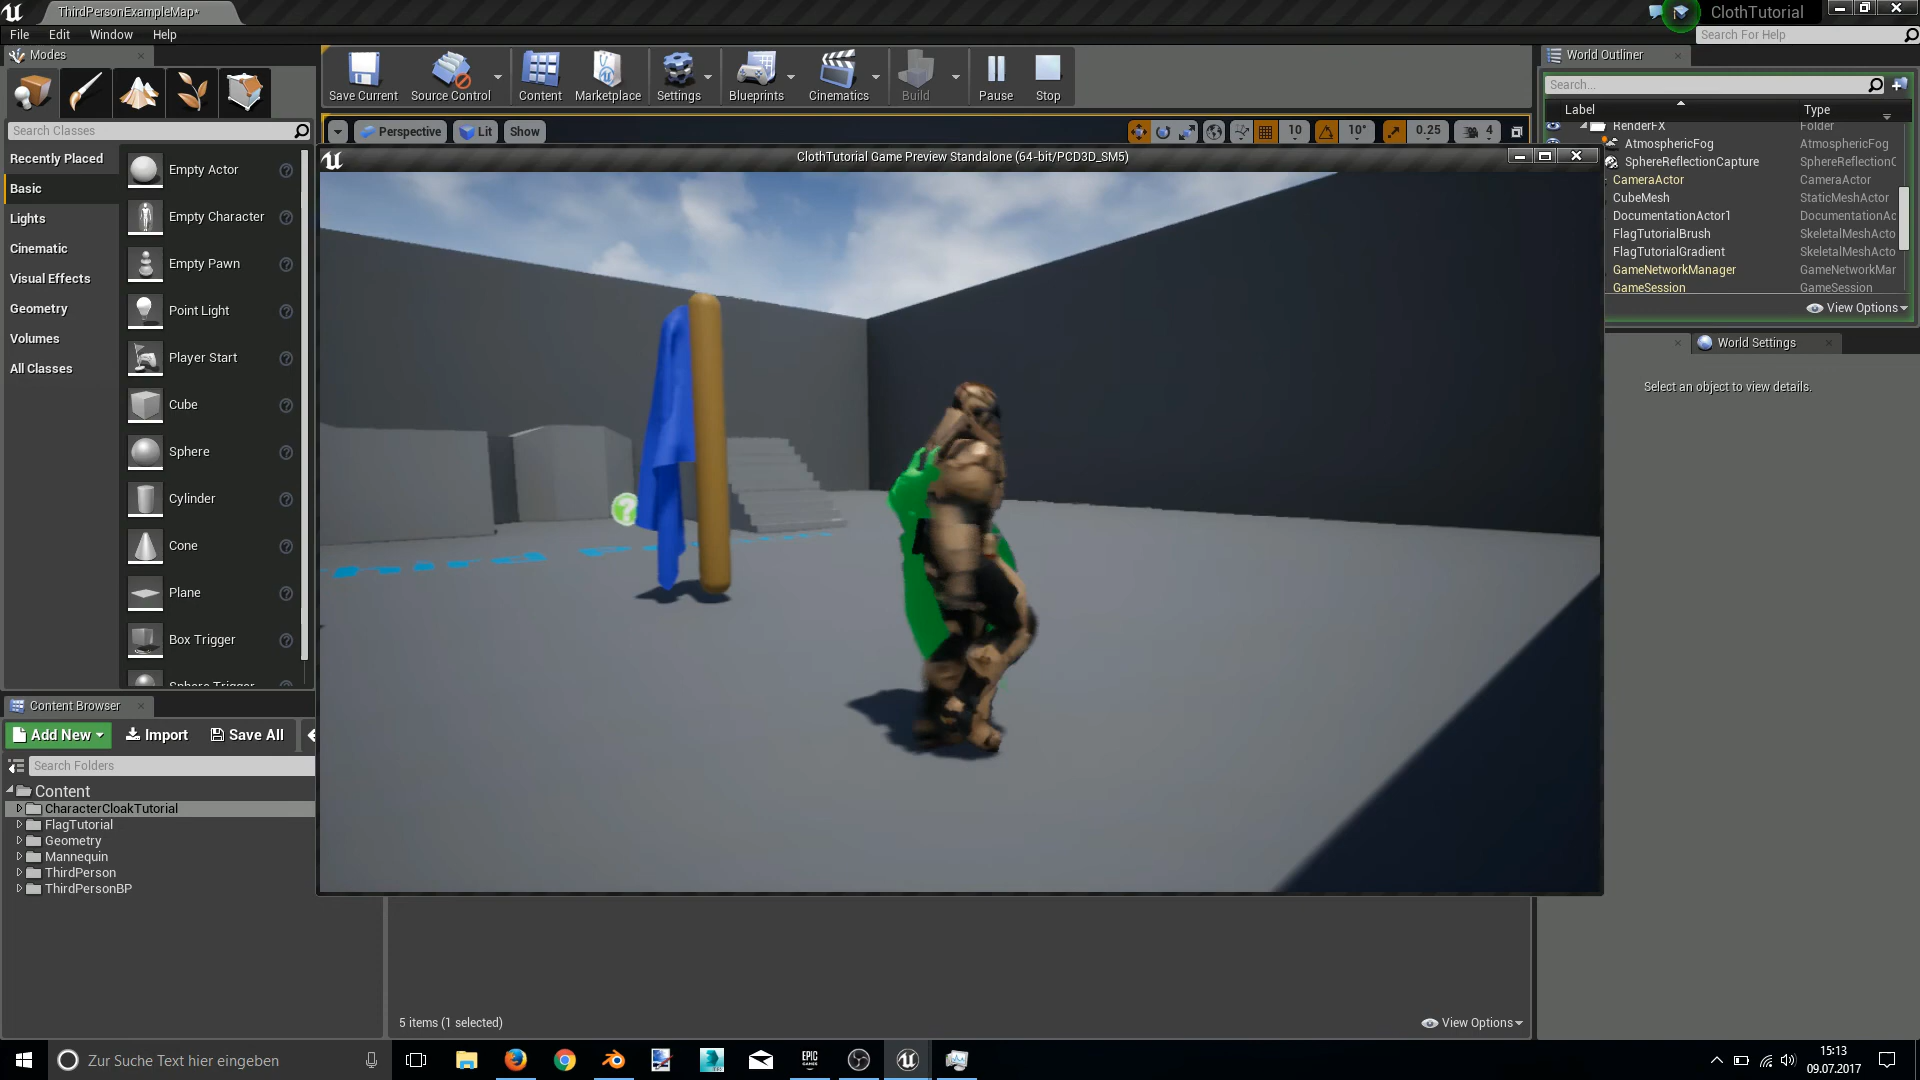 ThirdPersonExampleMap*
ClothTutorial
File Edit Window Help
Search For Help
Modes
Save Current Source Control Content Marketplace Settings Blueprints Cinematics Build Pause Stop
World Outliner
Search...
Label Type
RenderFX Folder
AtmosphericFog AtmosphericFog
SphereReflectionCapture SphereReflectionC
CameraActor CameraActor
CubeMesh StaticMeshActor
DocumentationActor1 DocumentationAc
FlagTutorialBrush SkeletalMeshActo
FlagTutorialGradient SkeletalMeshActo
GameNetworkManager GameNetworkMar
GameSession GameSession
View Options
World Settings
Select an object to view details.
Search Classes
Recently Placed
Basic
Lights
Cinematic
Visual Effects
Geometry
Volumes
All Classes
Empty Actor
Empty Character
Empty Pawn
Point Light
Player Start
Cube
Sphere
Cylinder
Cone
Plane
Box Trigger
Sphere Trigger
Perspective Lit Show
10 10° 0.25 4
ClothTutorial Game Preview Standalone (64-bit/PCD3D_SM5)
?
Content Browser
Add New Import Save All
Search Folders
Content
CharacterCloakTutorial
FlagTutorial
Geometry
Mannequin
ThirdPerson
ThirdPersonBP
5 items (1 selected)
View Options
Zur Suche Text hier eingeben
EPIC
GAMES
15:13
09.07.2017